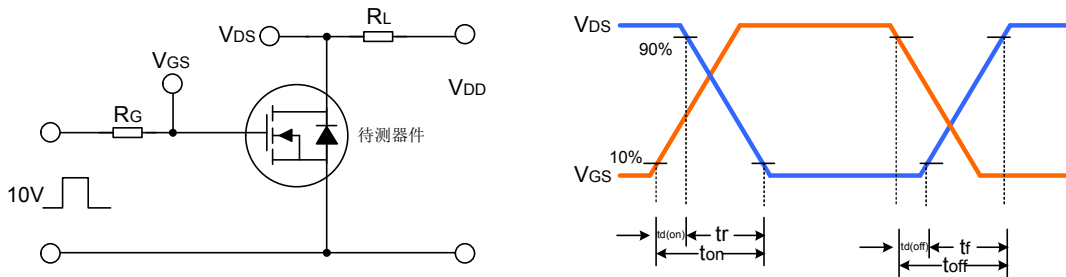 RL
VDS
VGS
VDD
RG
待测器件
10V
VDS
90%
10%
VGS
td(on) tr
ton
td(off) tf
toff